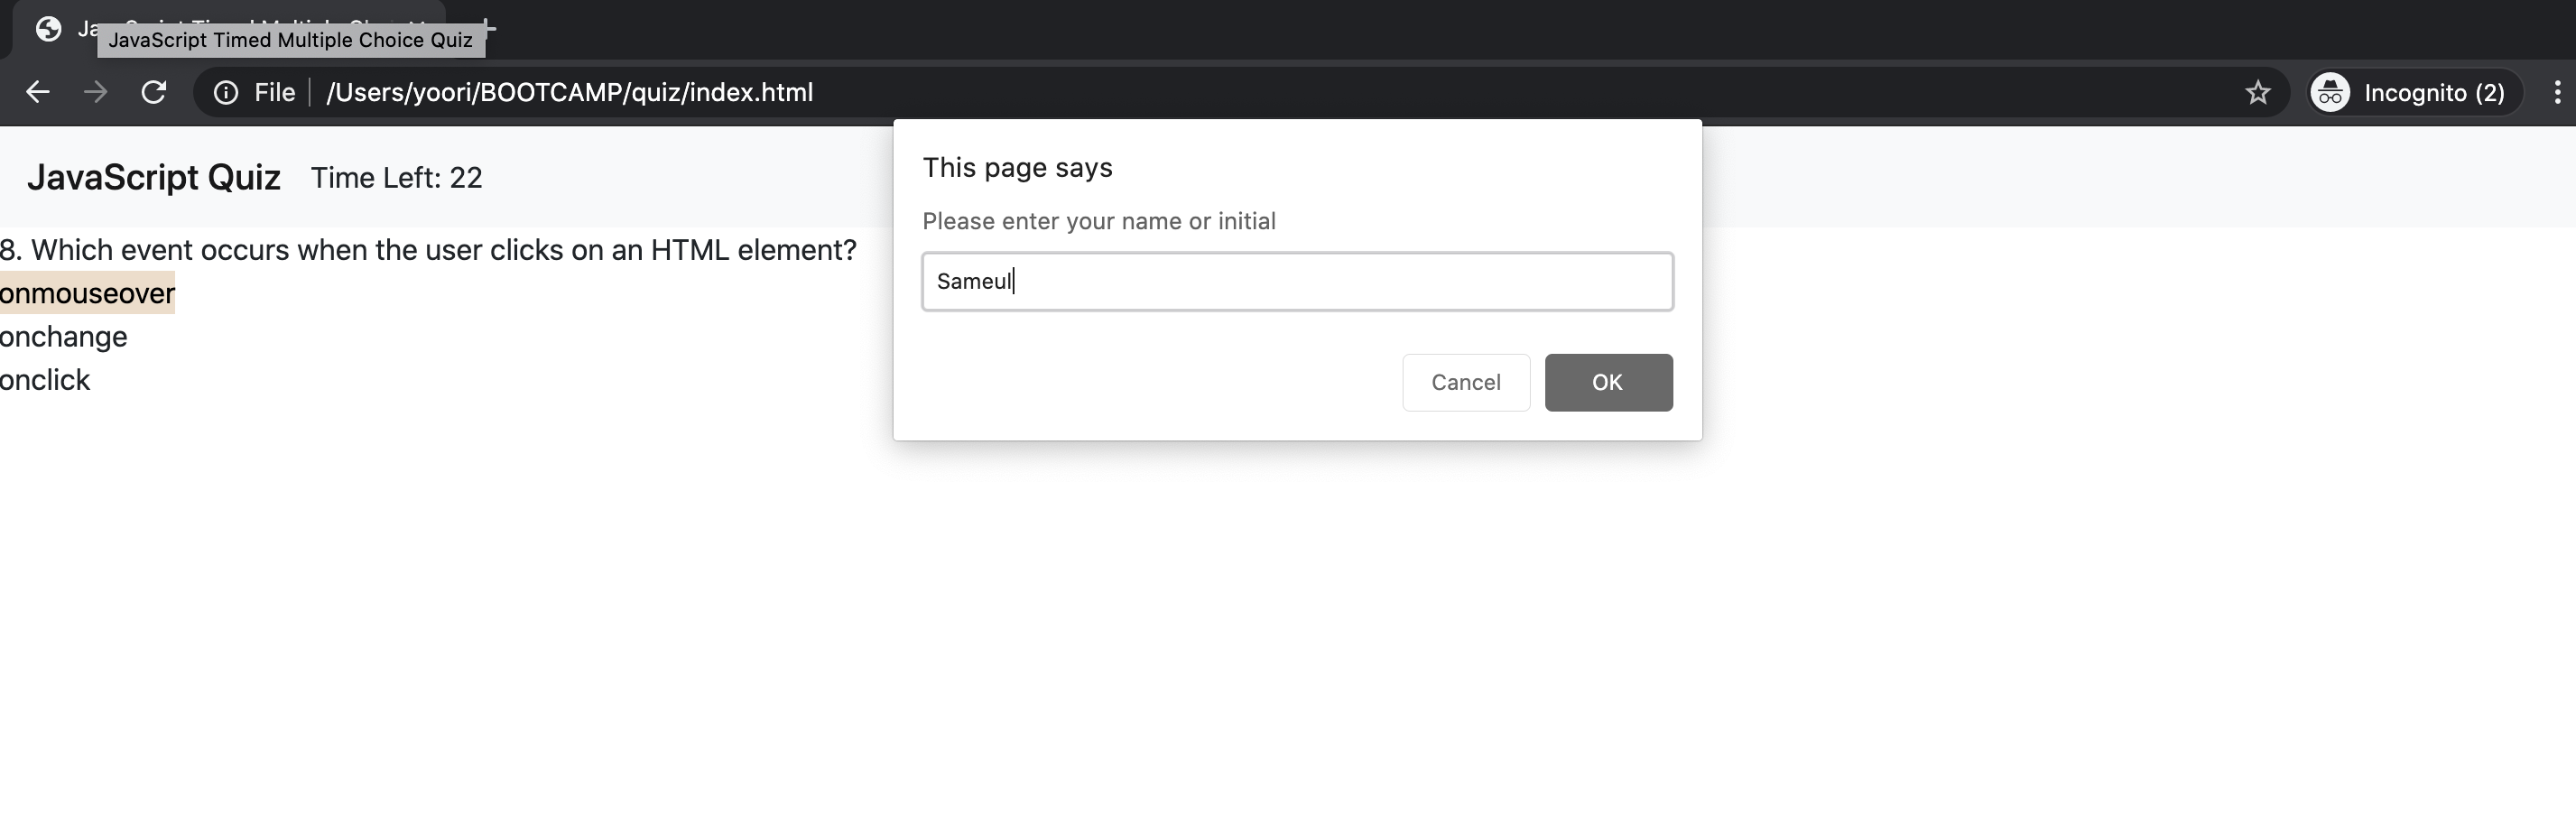 JavaScript Timed Multiple Choice Quiz
File /Users/yoori/BOOTCAMP/quiz/index.html
Incognito (2)
JavaScript Quiz Time Left: 22
This page says
Please enter your name or initial
Sameul
Cancel OK
8. Which event occurs when the user clicks on an HTML element?
onmouseover
onchange
onclick